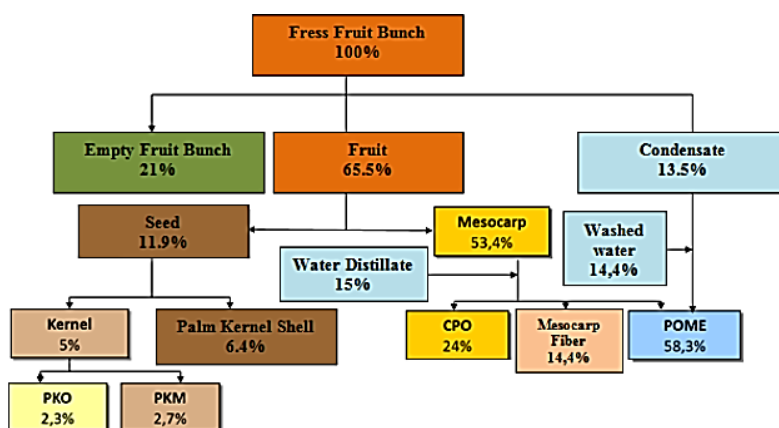 Fress Fruit Bunch
100%
Empty Fruit Bunch
21%
Fruit
65.5%
Condensate
13.5%
Seed
11.9%
Mesocarp
53,4%
Washed
water
14,4%
Water Distillate
15%
Kernel
5%
Palm Kernel Shell
6.4%
CPO
24%
Mesocarp
Fiber
14,4%
POME
58,3%
PKO
2,3%
PKM
2,7%